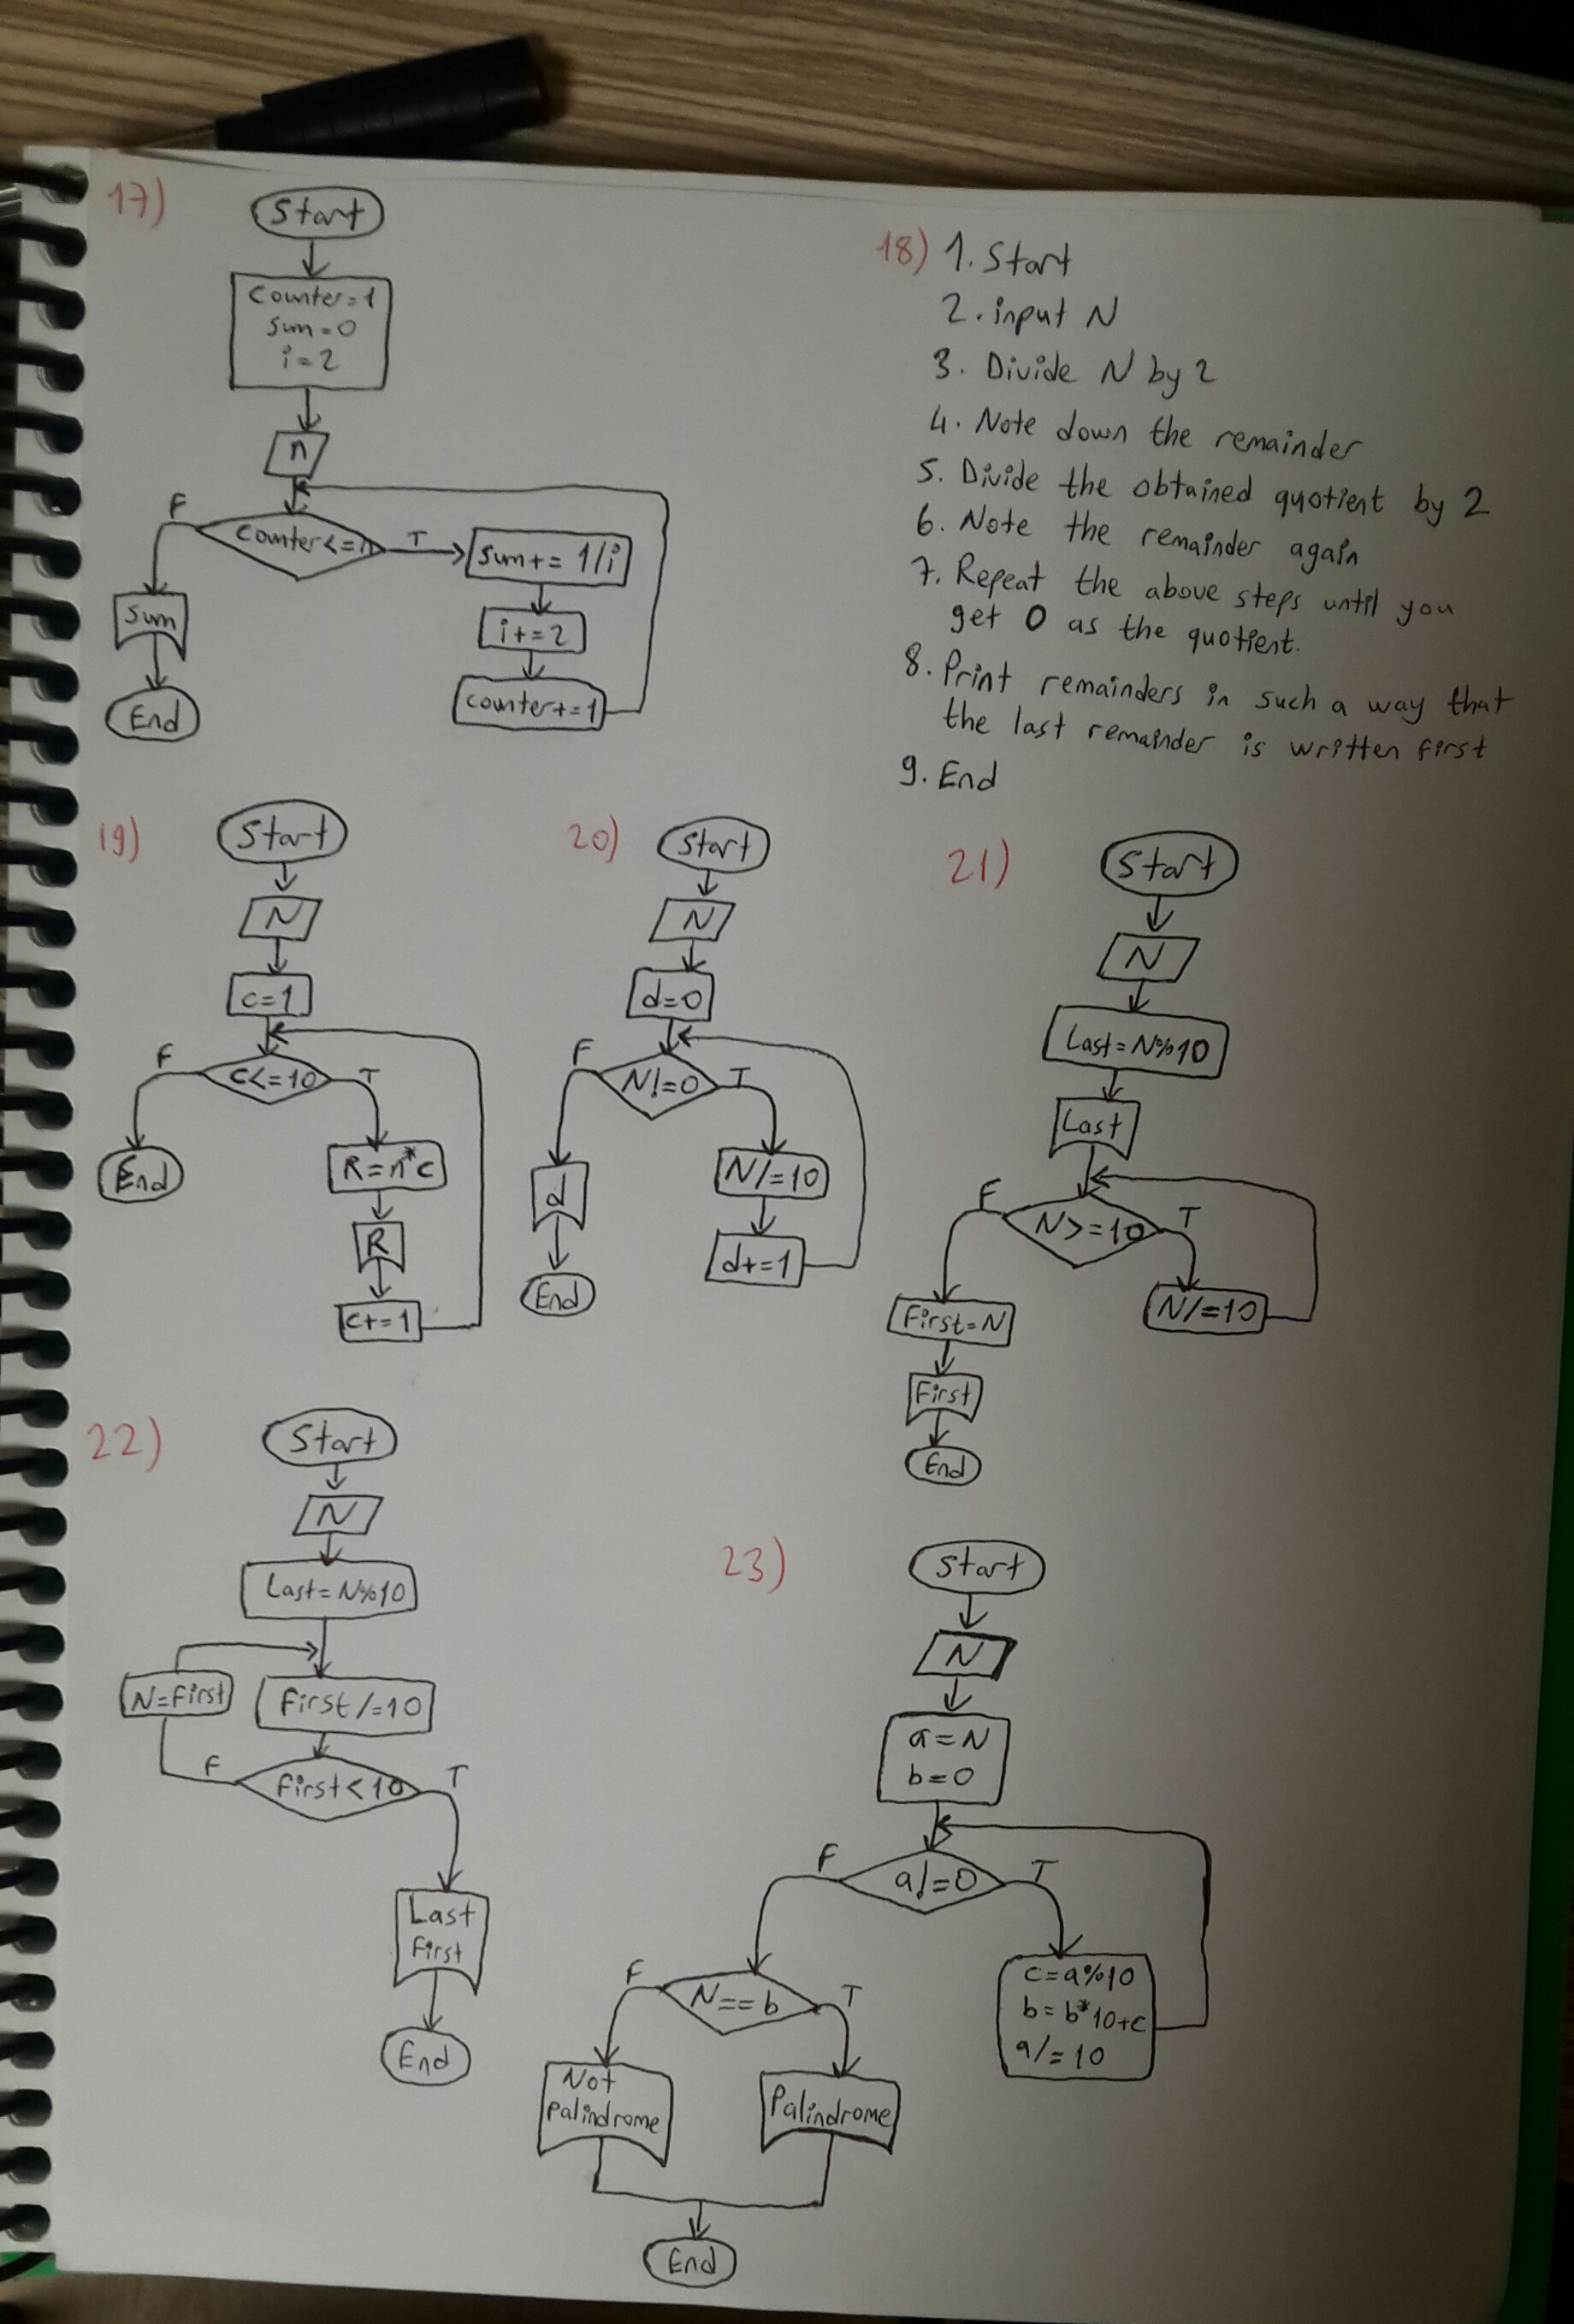 17)
Start
Counter=1
sum=0
i=2
n
counter<=n
F
T
sum+= 1/i
i+=2
counter+=1
sum
End
18) 1. Start
2. input N
3. Divide N by 2
4. Note down the remainder
5. Divide the obtained quotient by 2
6. Note the remainder again
7. Repeat the above steps until you
get 0 as the quotient.
8. Print remainders in such a way that
the last remainder is written first
9. End
19)
Start
N
c=1
F
c<=10
T
End
R=n*c
R
c+=1
20)
Start
N
d=0
F
N!=0
T
d
N/=10
d+=1
End
21)
Start
N
Last=N%10
Last
F
N>=10
T
First=N
N/=10
First
End
22)
Start
N
Last=N%10
N=First
First/=10
F
First<10
T
Last
First
End
23)
Start
N
a=N
b=0
F
a!=0
T
c=a%10
b=b*10+c
a/=10
F
N==b
T
Not
palindrome
Palindrome
End